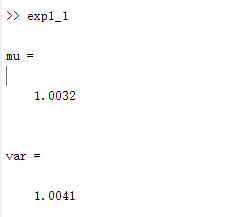 >> exp1_1
mu =
1.0032
var =
1.0041